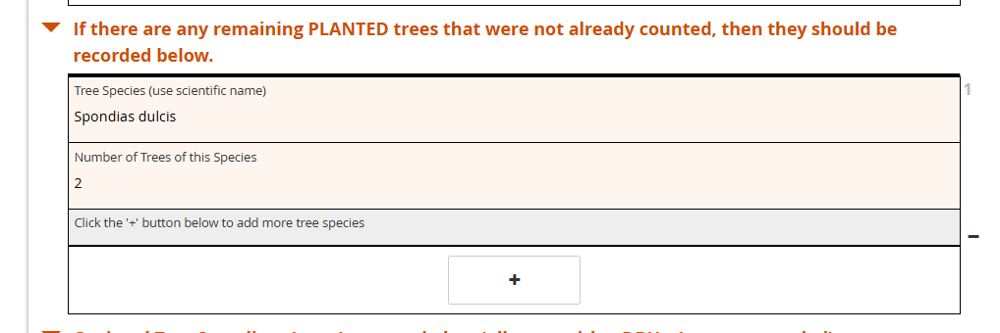 If there are any remaining PLANTED trees that were not already counted, then they should be
recorded below.
Tree Species (use scientific name)
1
Spondias dulcis
Number of Trees of this Species
2
Click the '+' button below to add more tree species
+